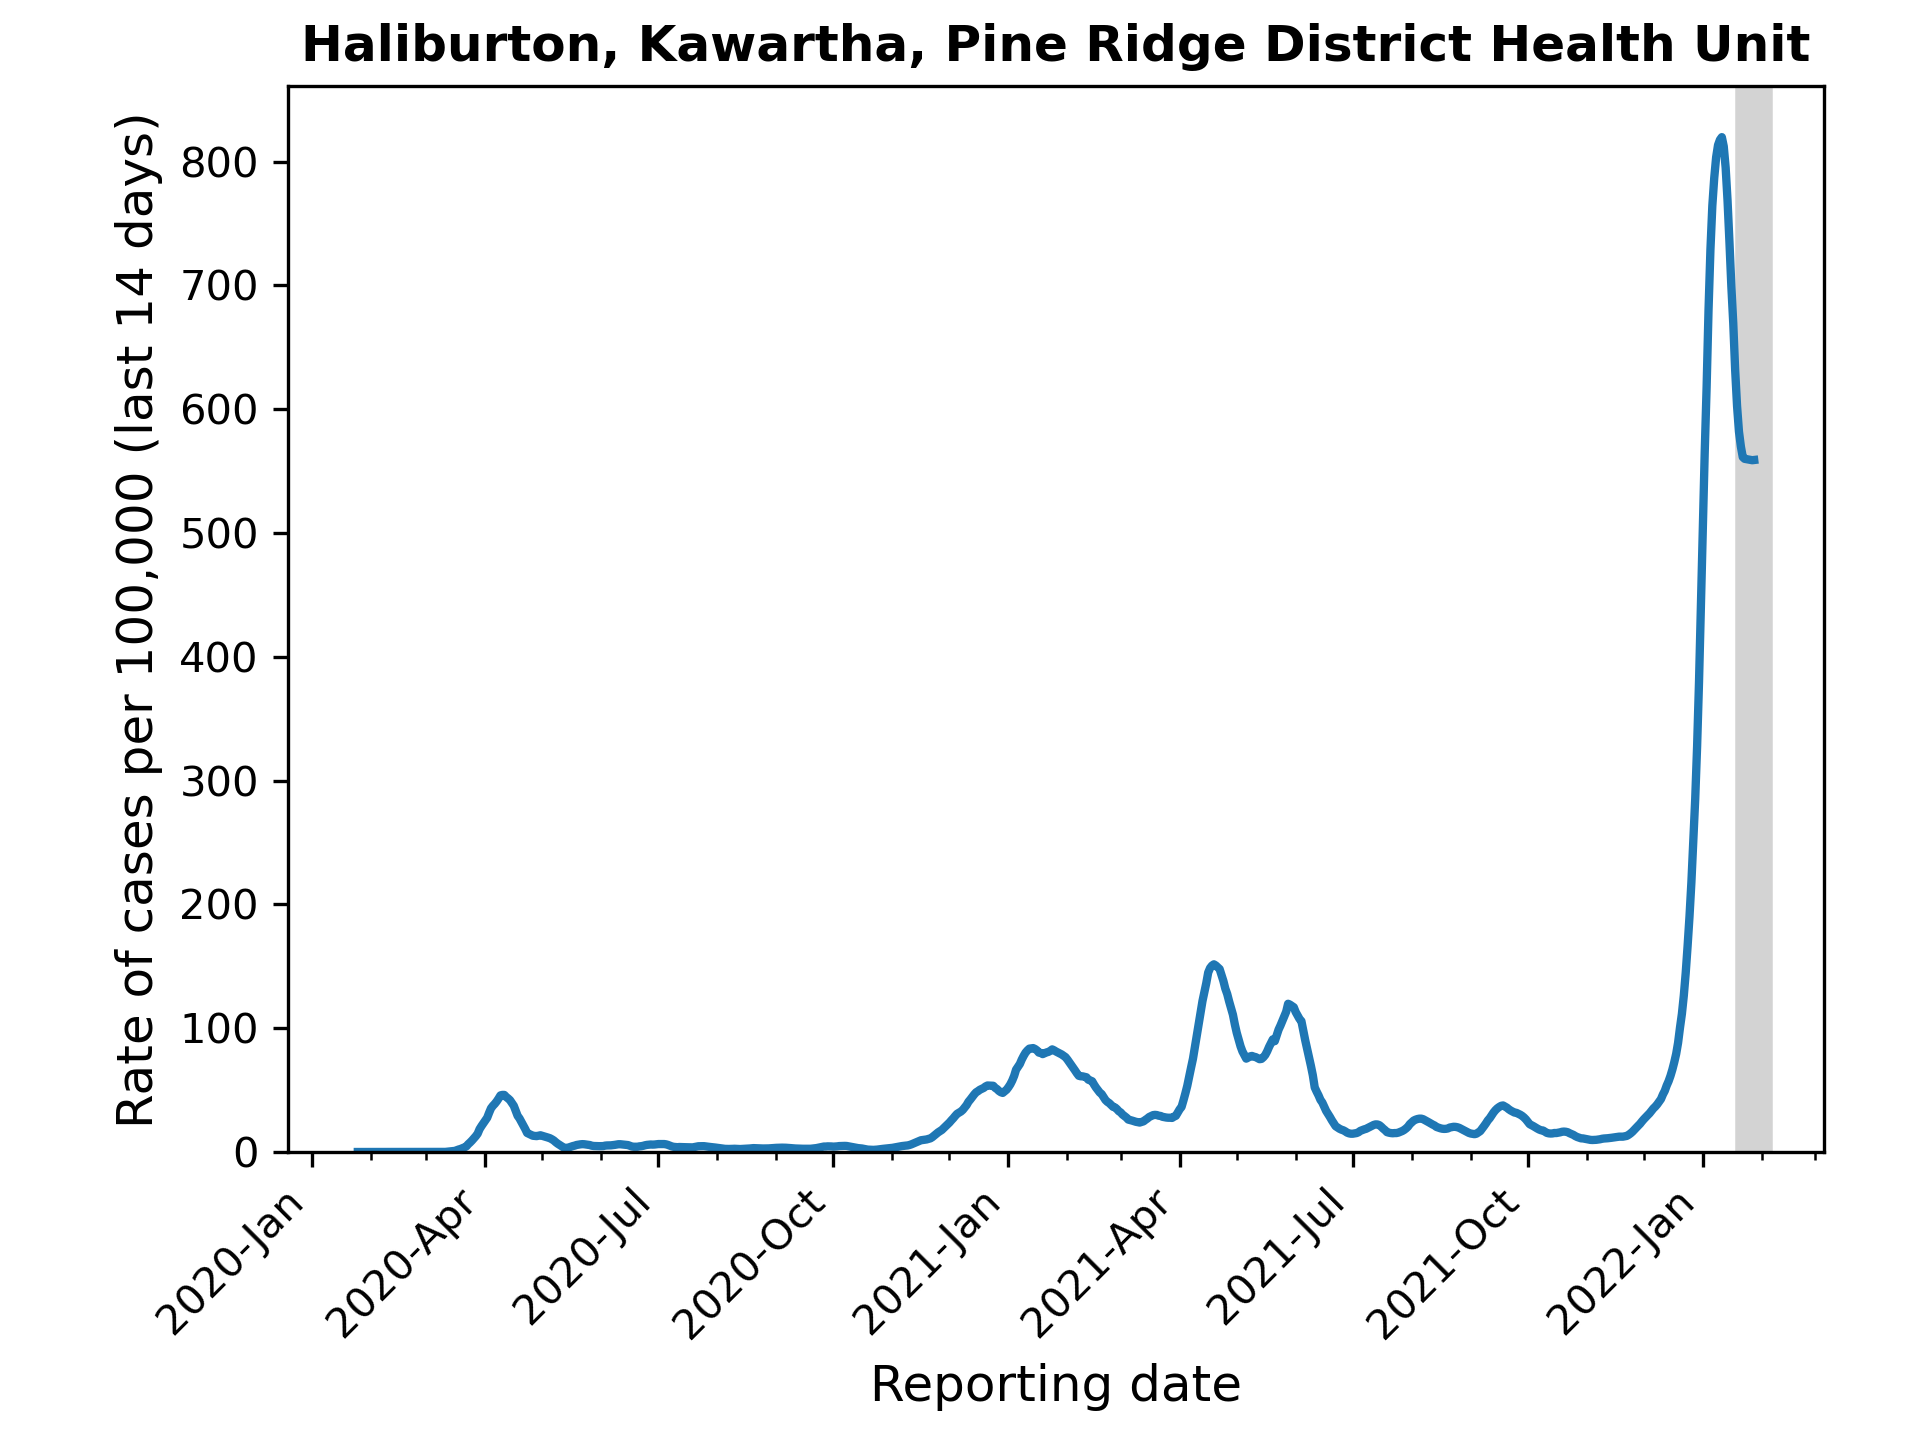 Haliburton, Kawartha, Pine Ridge District Health Unit
Rate of cases per 100,000 (last 14 days)
800
700
600
500
400
300
200
100
0
2020-Jan
2020-Apr
2020-Jul
2020-Oct
2021-Jan
2021-Apr
2021-Jul
2021-Oct
2022-Jan
Reporting date